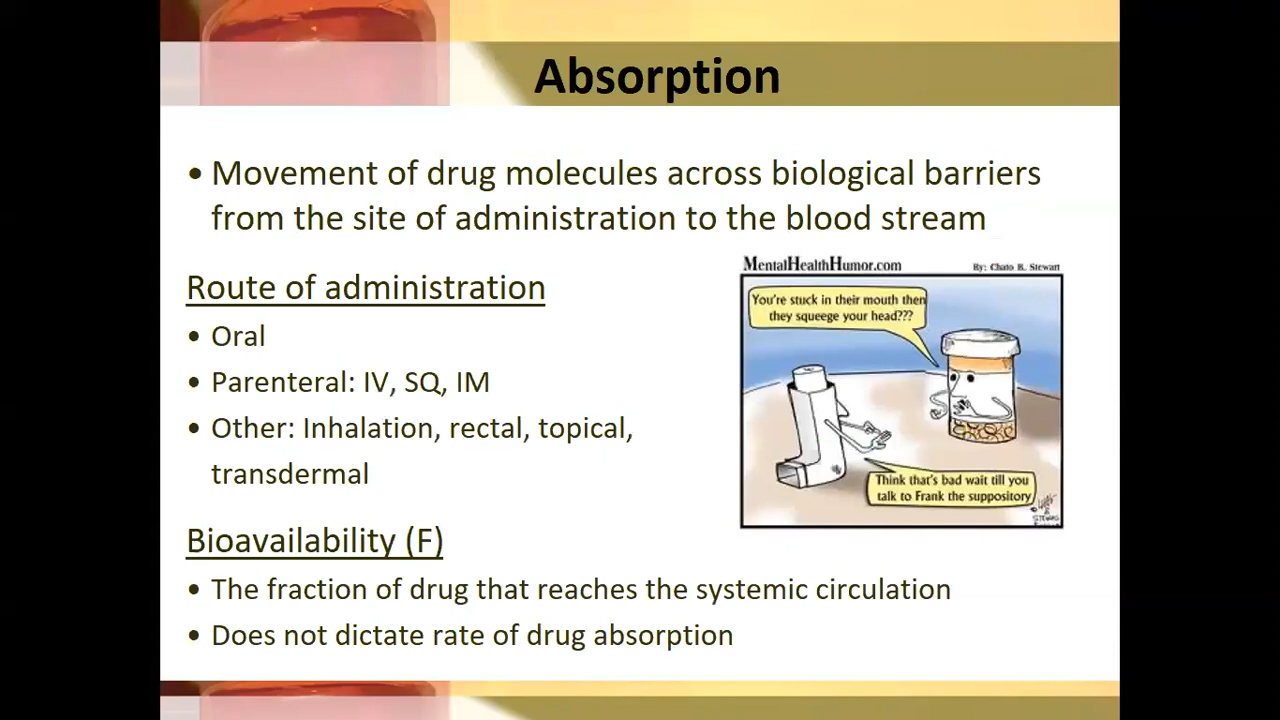 Absorption
• Movement of drug molecules across biological barriers
from the site of administration to the blood stream
Route of administration
• Oral
• Parenteral: IV, SQ, IM
• Other: Inhalation, rectal, topical,
transdermal
MentalHealthHumor.com By: Chato B. Stewart
You're stuck in their mouth then
they squeege your head???
Think that's bad wait till you
talk to Frank the suppository
Bioavailability (F)
• The fraction of drug that reaches the systemic circulation
• Does not dictate rate of drug absorption